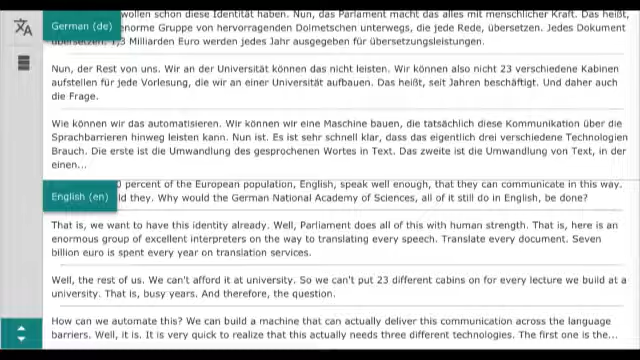 German (de)
wollen schon diese Identität haben. Nun, das Parlament macht das alles mit menschlicher Kraft. Das heißt,
enorme Gruppe von hervorragenden Dolmetschen unterwegs, die jede Rede, übersetzen. Jedes Dokument
übersetzen. 1,3 Milliarden Euro werden jedes Jahr ausgegeben für übersetzungsleistungen.
Nun, der Rest von uns. Wir an der Universität können das nicht leisten. Wir können also nicht 23 verschiedene Kabinen
aufstellen für jede Vorlesung, die wir an einer Universität aufbauen. Das heißt, seit Jahren beschäftigt. Und daher auch
die Frage.
Wie können wir das automatisieren. Wir können wir eine Maschine bauen, die tatsächlich diese Kommunikation über die
Sprachbarrieren hinweg leisten kann. Nun ist. Es ist sehr schnell klar, dass das eigentlich drei verschiedene Technologien
Brauch. Die erste ist die Umwandlung des gesprochenen Wortes in Text. Das zweite ist die Umwandlung von Text, in der
einen...
English (en)
0 percent of the European population, English, speak well enough, that they can communicate in this way.
ld they. Why would the German National Academy of Sciences, all of it still do in English, be done?
That is, we want to have this identity already. Well, Parliament does all of this with human strength. That is, here is an
enormous group of excellent interpreters on the way to translating every speech. Translate every document. Seven
billion euro is spent every year on translation services.
Well, the rest of us. We can't afford it at university. So we can't put 23 different cabins on for every lecture we build at a
university. That is, busy years. And therefore, the question.
How can we automate this? We can build a machine that can actually deliver this communication across the language
barriers. Well, it is. It is very quick to realize that this actually needs three different technologies. The first one is the...